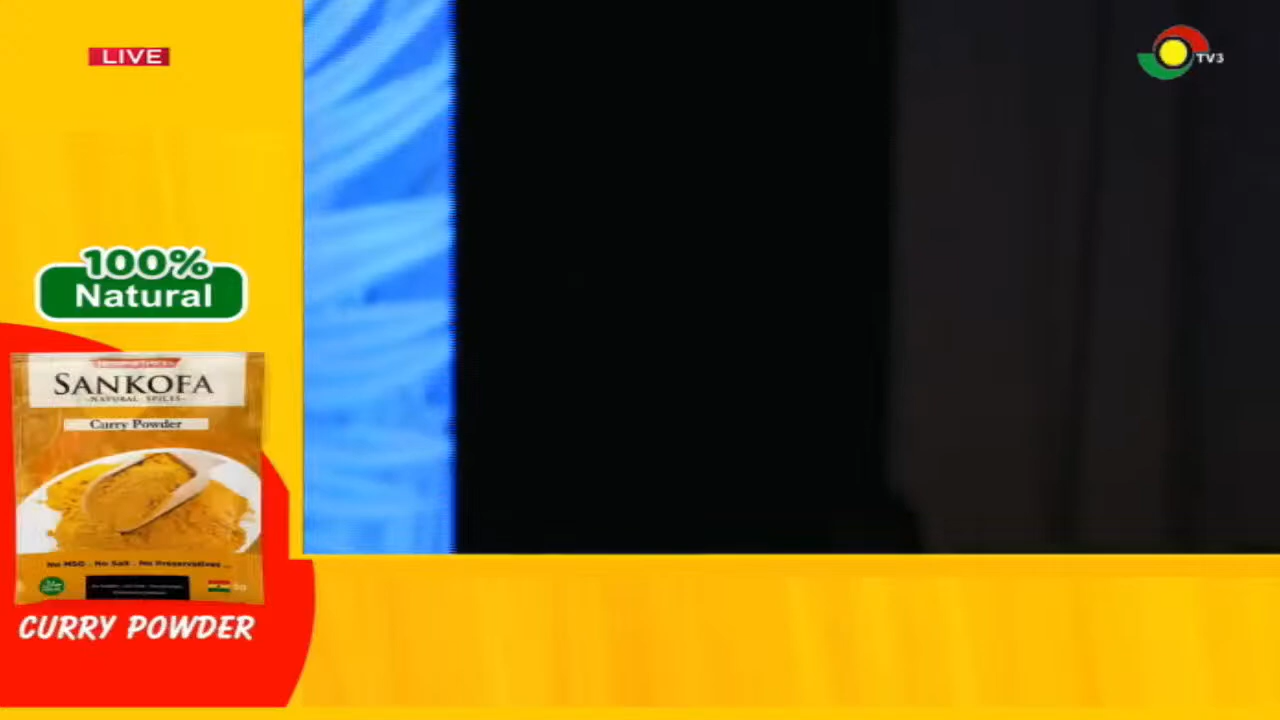 LIVE
TV3
100%
Natural
SANKOFA
-NATURAL SPICES-
Curry Powder
No MSG . No Salt . No Preservatives
CURRY POWDER